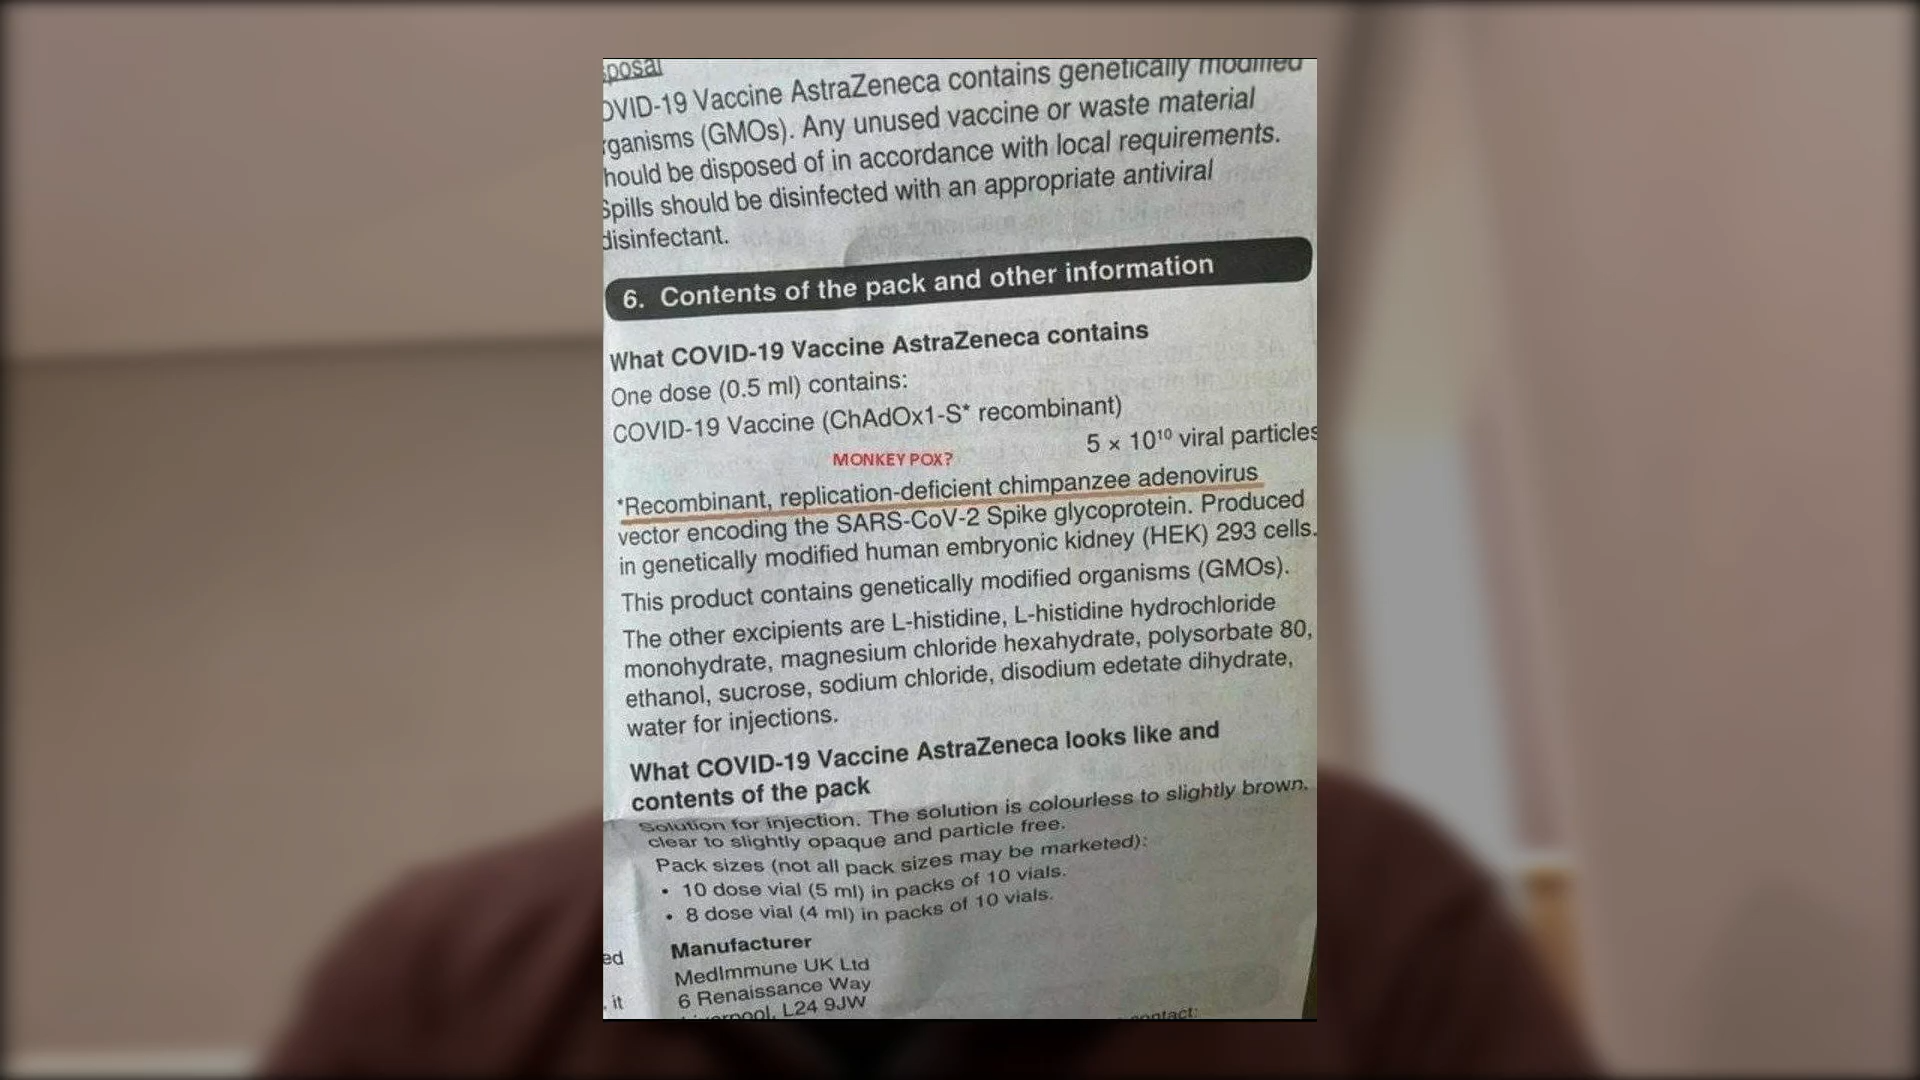 sposal
OVID-19 Vaccine AstraZeneca contains genetically modified
rganisms (GMOs). Any unused vaccine or waste material
hould be disposed of in accordance with local requirements.
Spills should be disinfected with an appropriate antiviral
disinfectant.
6. Contents of the pack and other information
What COVID-19 Vaccine AstraZeneca contains
One dose (0.5 ml) contains:
COVID-19 Vaccine (ChAdOx1-S* recombinant)
5 × 10¹⁰ viral particles
MONKEY POX?
*Recombinant, replication-deficient chimpanzee adenovirus
vector encoding the SARS-CoV-2 Spike glycoprotein. Produced
in genetically modified human embryonic kidney (HEK) 293 cells.
This product contains genetically modified organisms (GMOs).
The other excipients are L-histidine, L-histidine hydrochloride
monohydrate, magnesium chloride hexahydrate, polysorbate 80,
ethanol, sucrose, sodium chloride, disodium edetate dihydrate,
water for injections.
What COVID-19 Vaccine AstraZeneca looks like and
contents of the pack
Solution for injection. The solution is colourless to slightly brown,
clear to slightly opaque and particle free.
Pack sizes (not all pack sizes may be marketed):
• 10 dose vial (5 ml) in packs of 10 vials.
• 8 dose vial (4 ml) in packs of 10 vials.
Manufacturer
ed
MedImmune UK Ltd
6 Renaissance Way
. it
Liverpool, L24 9JW
contact: